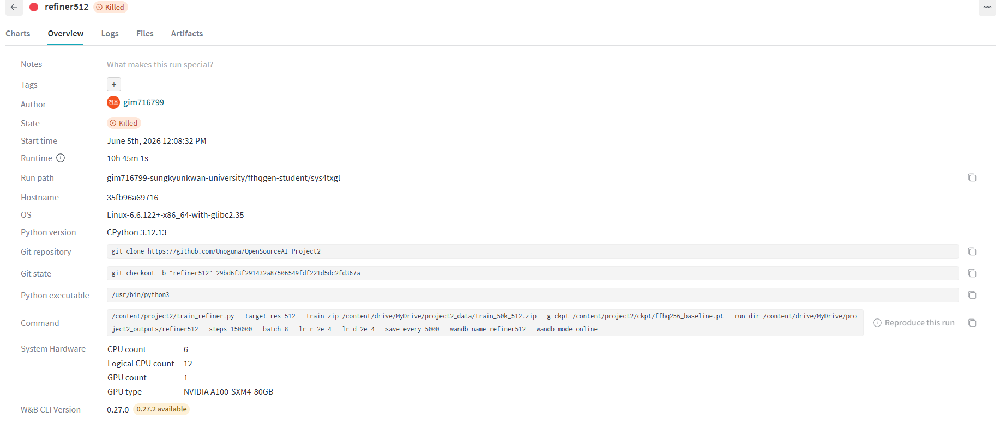 refiner512 Killed
Charts Overview Logs Files Artifacts
Notes What makes this run special?
Tags +
Author 정호 gim716799
State Killed
Start time June 5th, 2026 12:08:32 PM
Runtime 10h 45m 1s
Run path gim716799-sungkyunkwan-university/ffhqgen-student/sys4txgl
Hostname 35fb96a69716
OS Linux-6.6.122+-x86_64-with-glibc2.35
Python version CPython 3.12.13
Git repository git clone https://github.com/Unoguna/OpenSourceAI-Project2
Git state git checkout -b "refiner512" 29bd6f3f291432a87506549fdf221d5dc2fd367a
Python executable /usr/bin/python3
Command /content/project2/train_refiner.py --target-res 512 --train-zip /content/drive/MyDrive/project2_data/train_50k_512.zip --g-ckpt /content/project2/ckpt/ffhq256_baseline.pt --run-dir /content/drive/MyDrive/pro
ject2_outputs/refiner512 --steps 150000 --batch 8 --lr-r 2e-4 --lr-d 2e-4 --save-every 5000 --wandb-name refiner512 --wandb-mode online
Reproduce this run
System Hardware CPU count 6
Logical CPU count 12
GPU count 1
GPU type NVIDIA A100-SXM4-80GB
W&B CLI Version 0.27.0 0.27.2 available